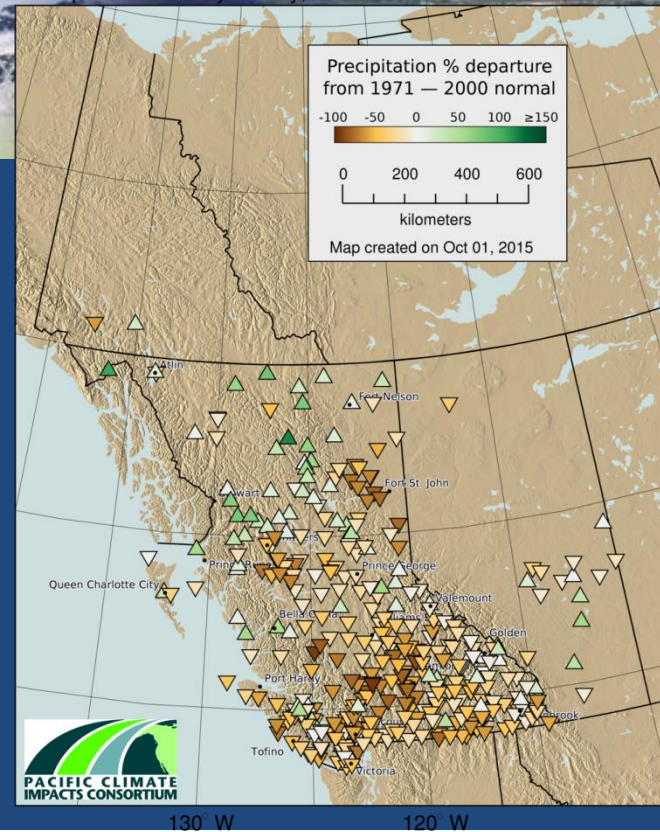 Precipitation % departure
from 1971 — 2000 normal
-100 -50 0 50 100 ≥150
0 200 400 600
kilometers
Map created on Oct 01, 2015
Atlin
Fort Nelson
Fort St. John
Prince George
Queen Charlotte City
Valemount
Bella
Golden
Port Hardy
Tofino
Victoria
PACIFIC CLIMATE
IMPACTS CONSORTIUM
130° W 120° W